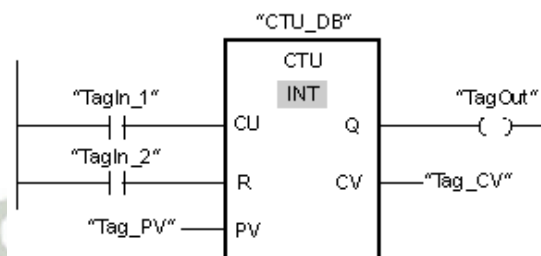 "CTU_DB"
CTU
INT
"TagIn_1"
"TagOut"
CU
Q
"TagIn_2"
R
CV
"Tag_CV"
"Tag_PV"
PV